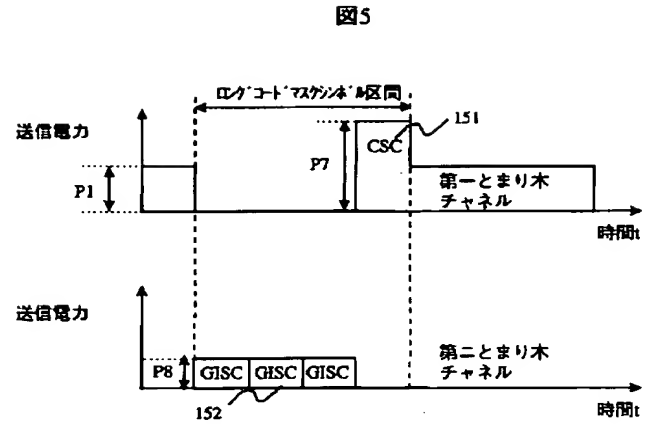 図5
ロングコードマスクシンボル区間
送信電力
151
CSC
P7
P1
第一とまり木
チャネル
時間t
送信電力
第二とまり木
チャネル
P8
GISC
GISC
GISC
152
時間t